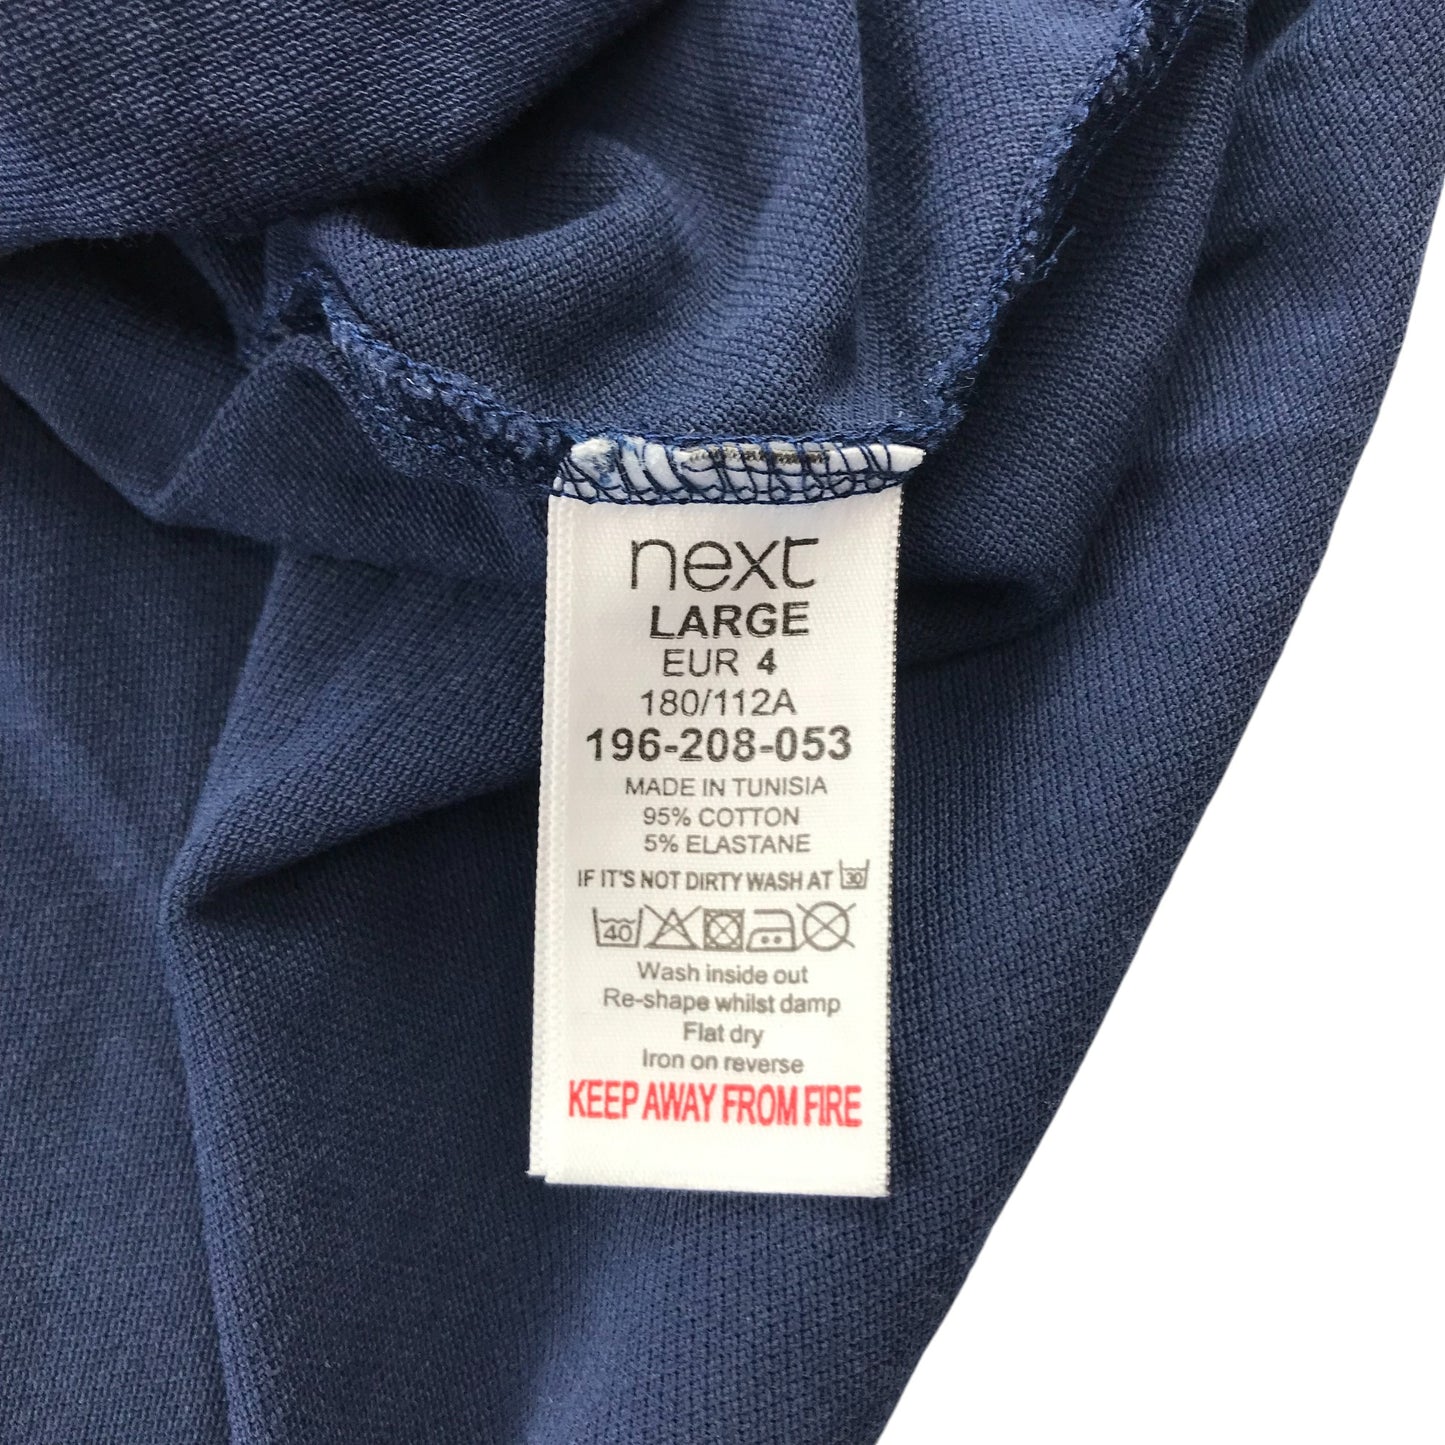 next
LARGE
EUR 4
180/112A
196-208-053
MADE IN TUNISIA
95% COTTON
5% ELASTANE
IF IT'S NOT DIRTY WASH AT 30
40
Wash inside out
Re-shape whilst damp
Flat dry
Iron on reverse
KEEP AWAY FROM FIRE